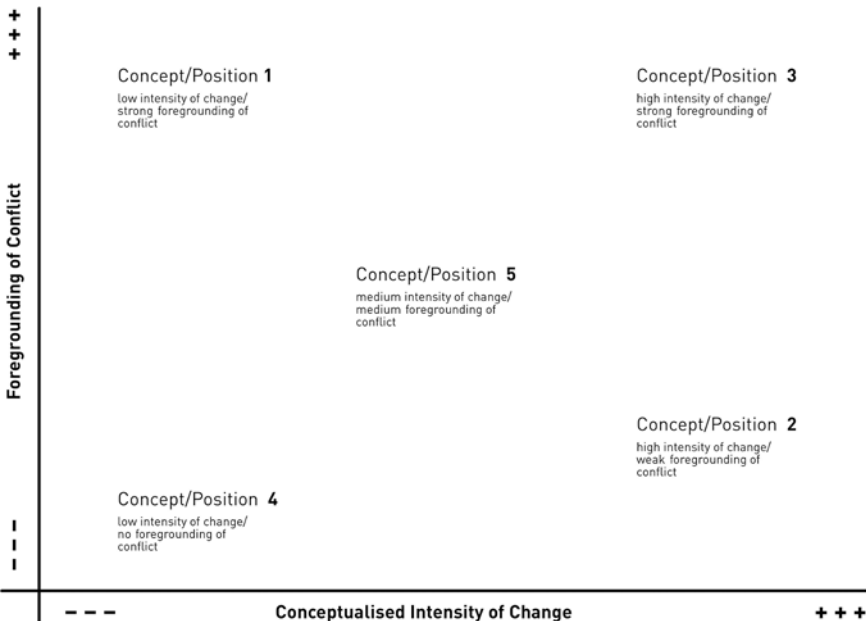 +
+
+
Concept/Position 1
low intensity of change/
strong foregrounding of
conflict
Concept/Position 3
high intensity of change/
strong foregrounding of
conflict
Foregrounding of Conflict
Concept/Position 5
medium intensity of change/
medium foregrounding of
conflict
Concept/Position 2
high intensity of change/
weak foregrounding of
conflict
Concept/Position 4
low intensity of change/
no foregrounding of
conflict
– – –
– – –
Conceptualised Intensity of Change
+ + +